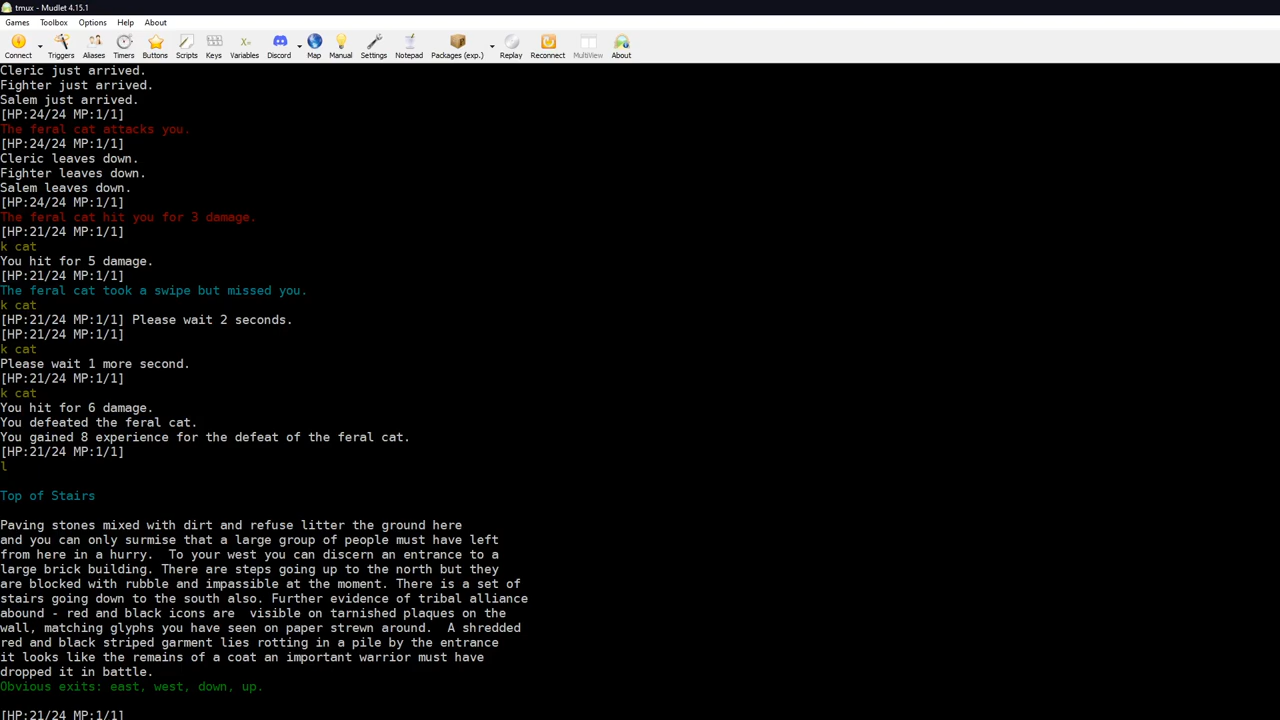 tmux - Mudlet 4.15.1
Games Toolbox Options Help About
Connect Triggers Aliases Timers Buttons Scripts Keys Variables Discord Map Manual Settings Notepad Packages (exp.) Replay Reconnect MultiView About
Cleric just arrived.
Fighter just arrived.
Salem just arrived.
[HP:24/24 MP:1/1]
The feral cat attacks you.
[HP:24/24 MP:1/1]
Cleric leaves down.
Fighter leaves down.
Salem leaves down.
[HP:24/24 MP:1/1]
The feral cat hit you for 3 damage.
[HP:21/24 MP:1/1]
k cat
You hit for 5 damage.
[HP:21/24 MP:1/1]
The feral cat took a swipe but missed you.
k cat
[HP:21/24 MP:1/1] Please wait 2 seconds.
[HP:21/24 MP:1/1]
k cat
Please wait 1 more second.
[HP:21/24 MP:1/1]
k cat
You hit for 6 damage.
You defeated the feral cat.
You gained 8 experience for the defeat of the feral cat.
[HP:21/24 MP:1/1]
l
Top of Stairs
Paving stones mixed with dirt and refuse litter the ground here
and you can only surmise that a large group of people must have left
from here in a hurry.  To your west you can discern an entrance to a
large brick building. There are steps going up to the north but they
are blocked with rubble and impassible at the moment. There is a set of
stairs going down to the south also. Further evidence of tribal alliance
abound - red and black icons are  visible on tarnished plaques on the
wall, matching glyphs you have seen on paper strewn around.  A shredded
red and black striped garment lies rotting in a pile by the entrance
it looks like the remains of a coat an important warrior must have
dropped it in battle.
Obvious exits: east, west, down, up.
[HP:21/24 MP:1/1]